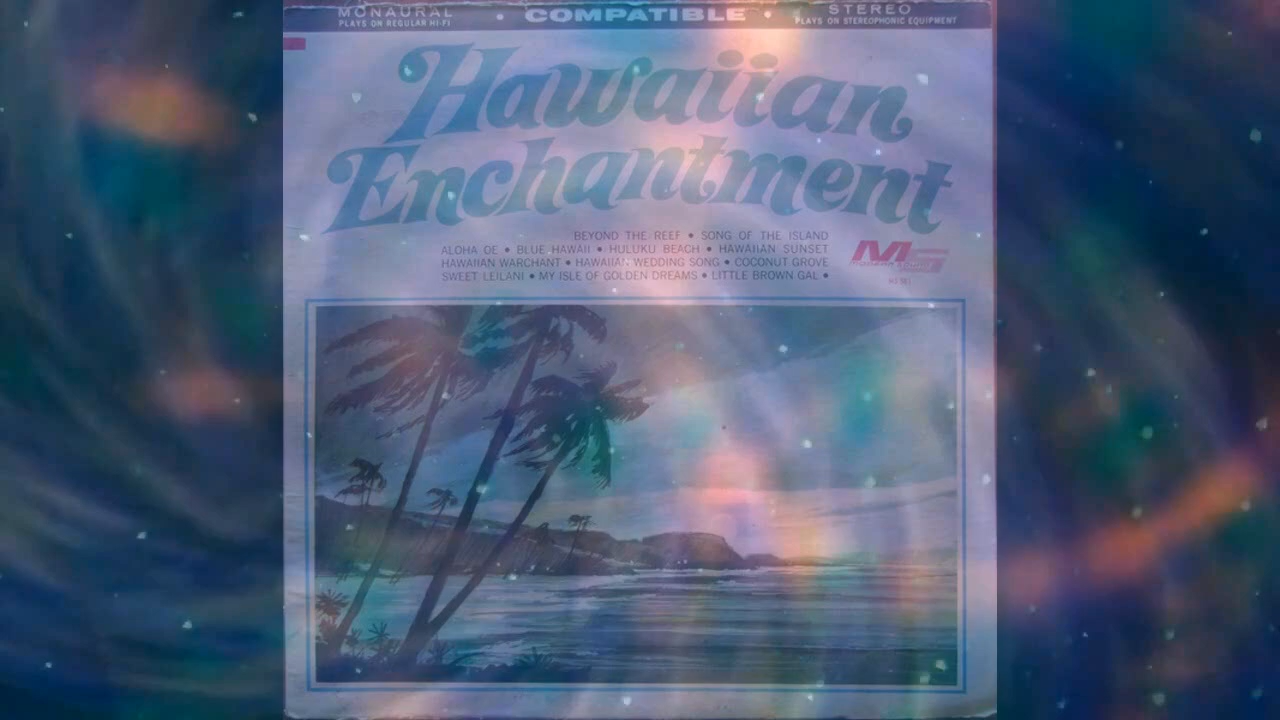 MONAURAL • COMPATIBLE • STEREO
PLAYS ON REGULAR HI-FI PLAYS ON STEREOPHONIC EQUIPMENT
Hawaiian
Enchantment
BEYOND THE REEF • SONG OF THE ISLAND
ALOHA OE • BLUE HAWAII • HULUKU BEACH • HAWAIIAN SUNSET
HAWAIIAN WARCHANT • HAWAIIAN WEDDING SONG • COCONUT GROVE
SWEET LEILANI • MY ISLE OF GOLDEN DREAMS • LITTLE BROWN GAL •
MS